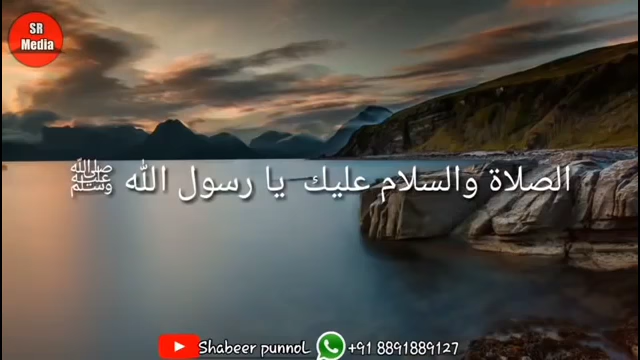 SR
Media
الصلاة والسلام عليك يا رسول الله ﷺ
Shabeer punnoL +91 8891889127